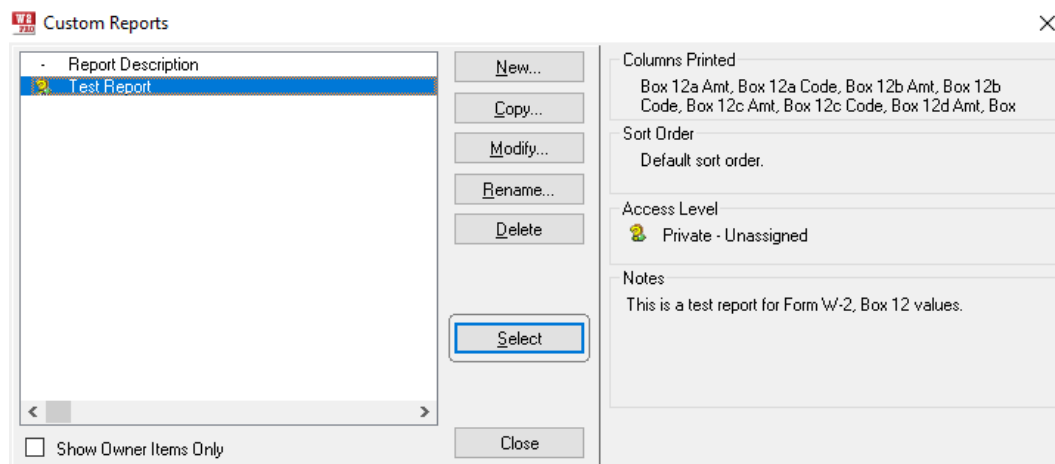 W2 PRO Custom Reports
- Report Description
Test Report
New...
Copy...
Modify...
Rename...
Delete
Select
Close
Show Owner Items Only
Columns Printed
Box 12a Amt, Box 12a Code, Box 12b Amt, Box 12b
Code, Box 12c Amt, Box 12c Code, Box 12d Amt, Box
Sort Order
Default sort order.
Access Level
Private - Unassigned
Notes
This is a test report for Form W-2, Box 12 values.